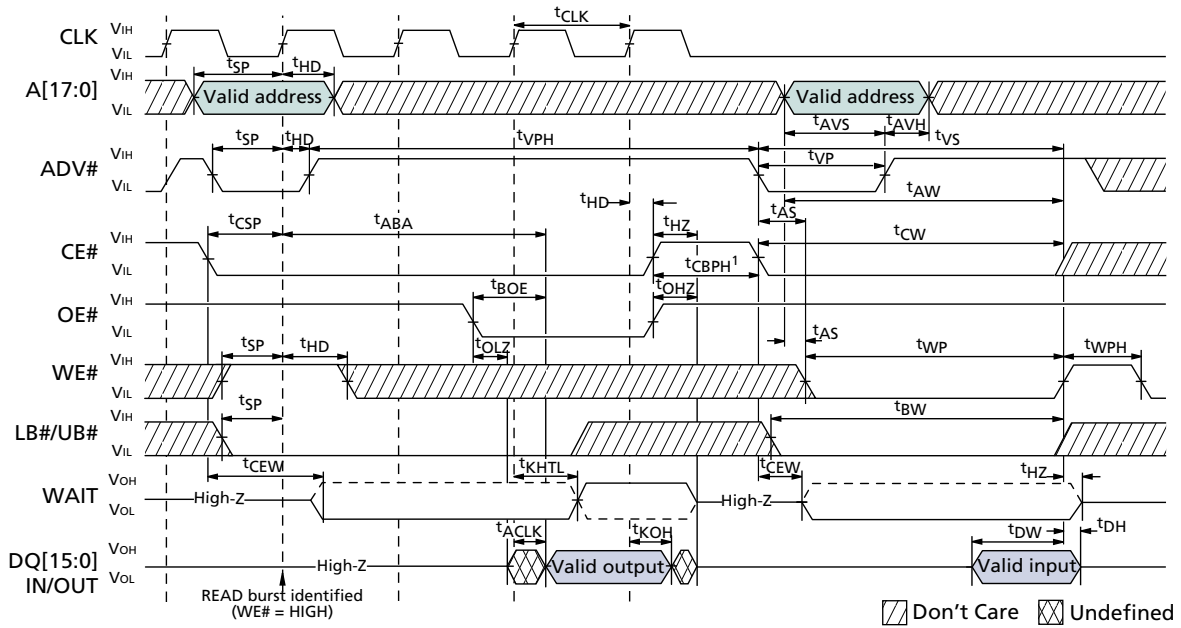 tCLK
CLK
VIH
VIL
tSP
tHD
A[17:0]
VIH
VIL
Valid address
Valid address
tAVS
tAVH
tSP
tHD
tVPH
tVS
ADV#
VIH
VIL
tVP
tAW
tHD
tAS
tCSP
tABA
tHZ
tCW
CE#
VIH
VIL
tCBPH1
tBOE
tOHZ
OE#
VIH
VIL
tOLZ
tAS
tSP
tHD
tWP
tWPH
WE#
VIH
VIL
tSP
tBW
LB#/UB#
VIH
VIL
tCEW
tKHTL
tCEW
tHZ
WAIT
VOH
VOL
High-Z
High-Z
tACLK
tKOH
tDW
tDH
DQ[15:0]
IN/OUT
VOH
VOL
High-Z
Valid output
Valid input
READ burst identified
(WE# = HIGH)
Don't Care
Undefined